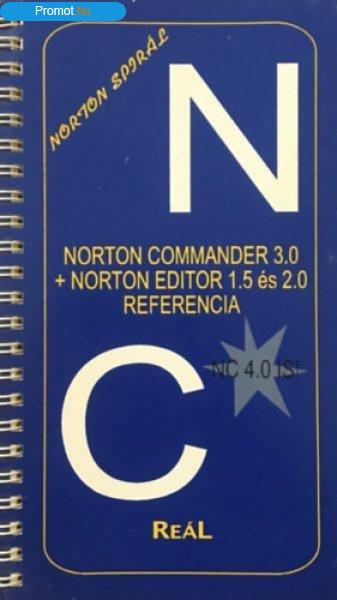 Promot.hu
NORTON SPIRÁL
N
NORTON COMMANDER 3.0
+ NORTON EDITOR 1.5 és 2.0
REFERENCIA
NC 4.0 IS!
C
REÁL